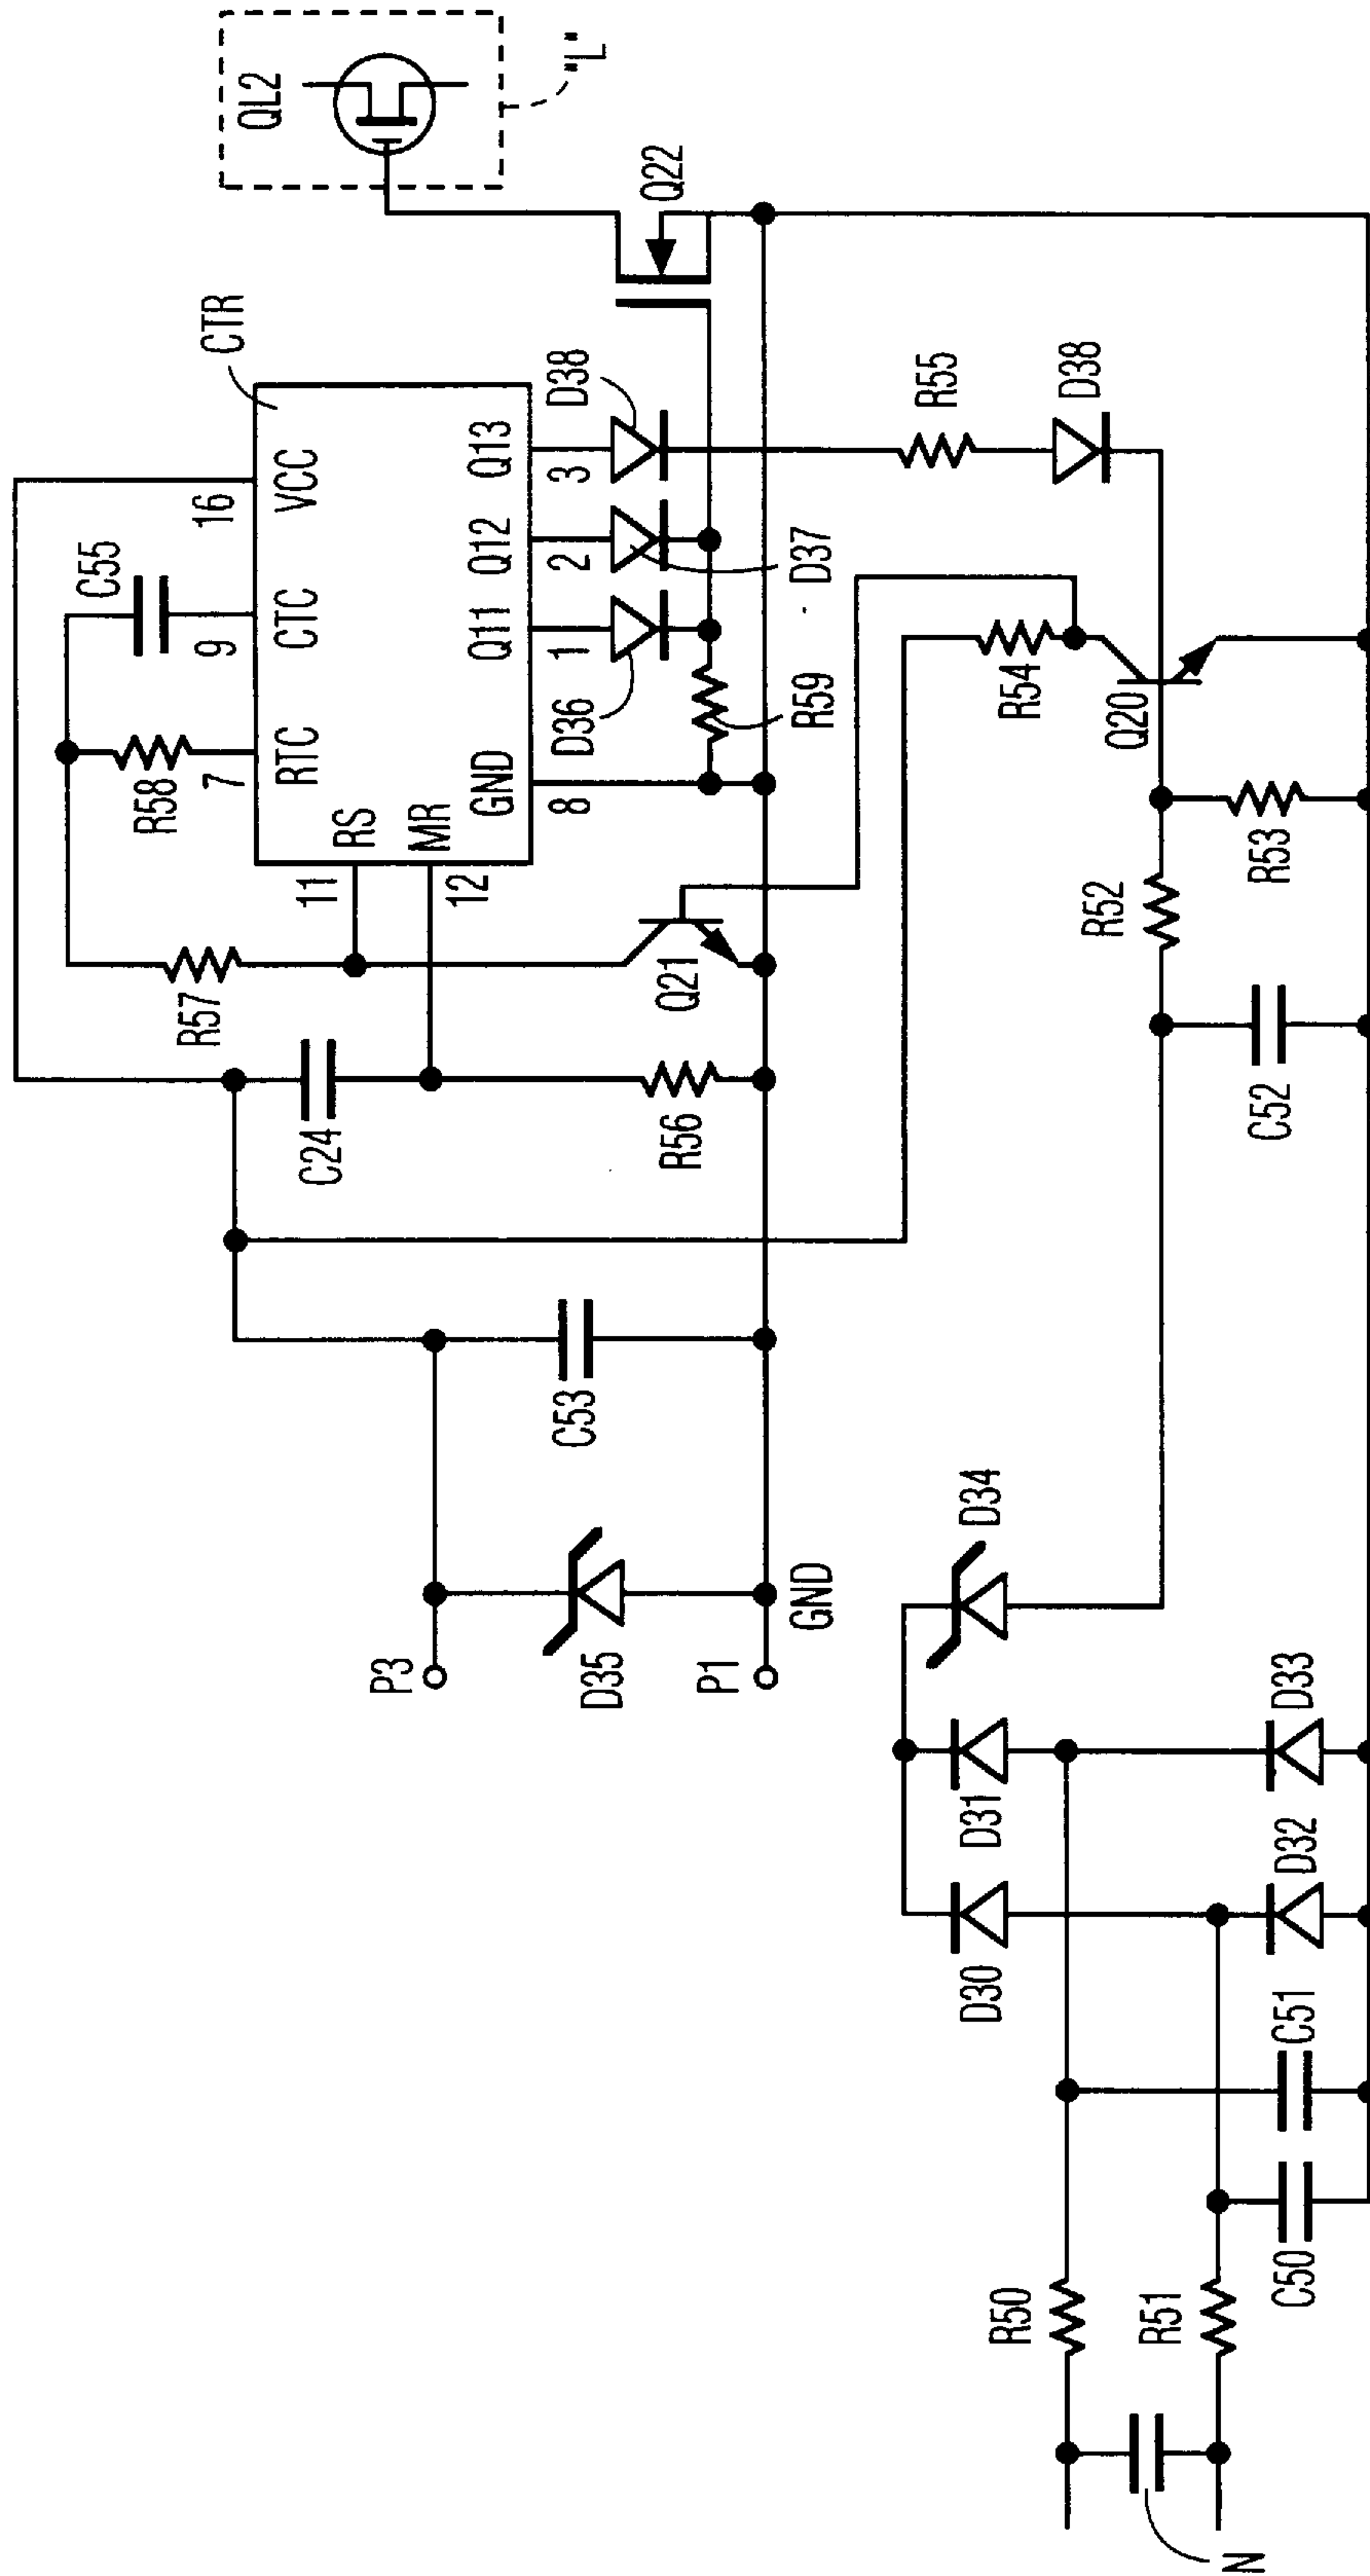 QL2
"L"
CTR
Q22
C55
R58
R57
C24
16
VCC
9
CTC
7
RTC
11
RS
12
MR
GND
8
Q11
1
Q12
2
Q13
3
D38
D37
D36
R59
Q21
R56
C53
P3
D35
P1
GND
R55
D38
R54
Q20
R52
R53
C52
D34
D31
D33
D30
D32
C51
C50
R50
R51
N